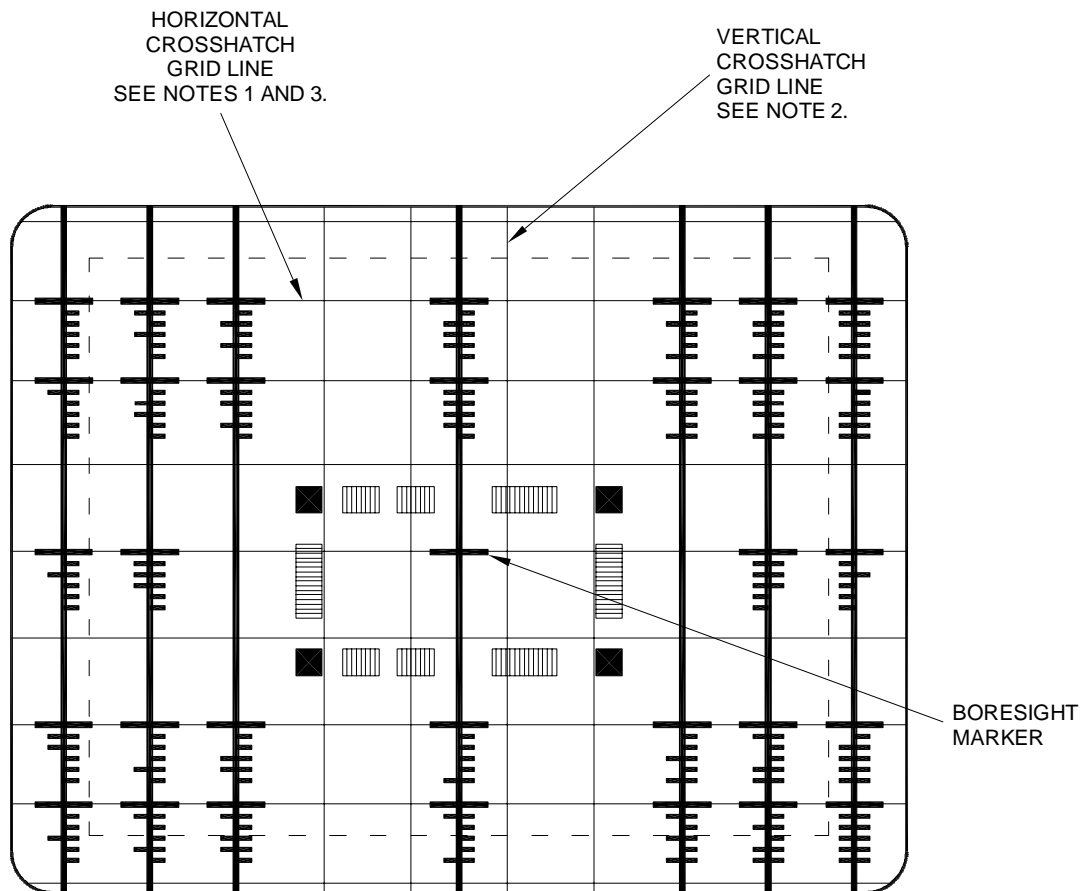 HORIZONTAL
CROSSHATCH
GRID LINE
SEE NOTES 1 AND 3.
VERTICAL
CROSSHATCH
GRID LINE
SEE NOTE 2.
BORESIGHT
MARKER